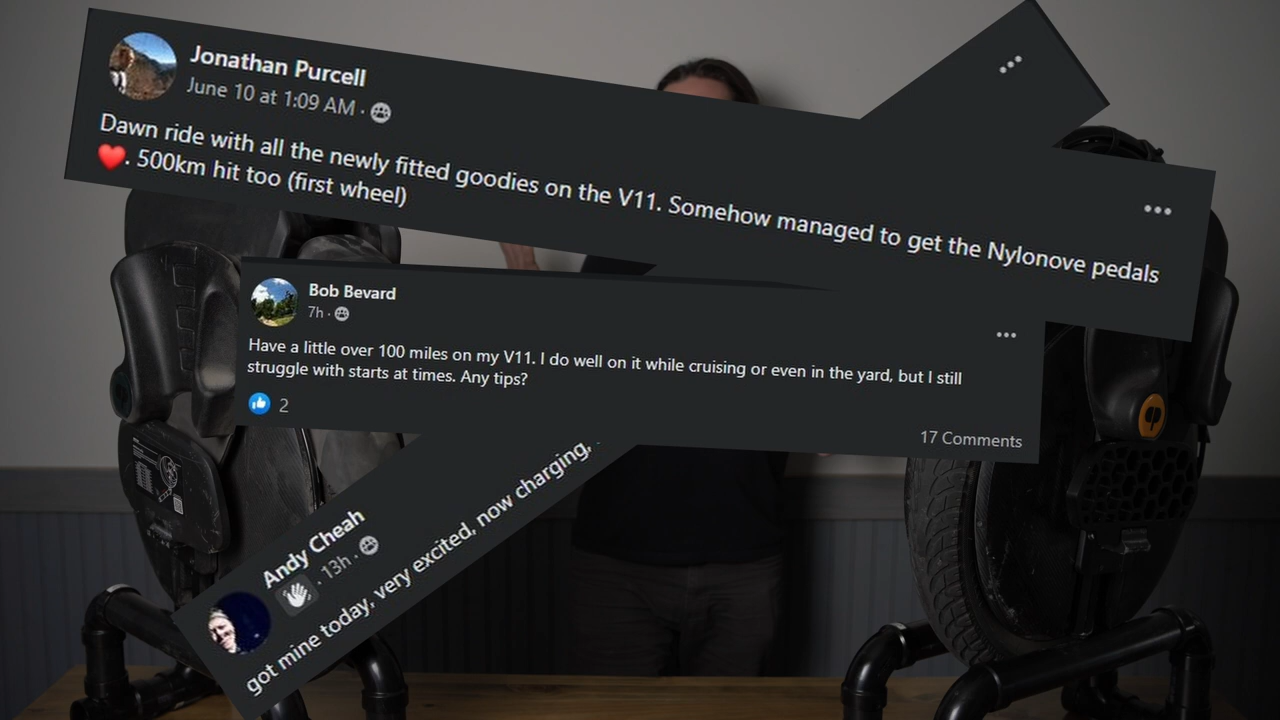 Jonathan Purcell
June 10 at 1:09 AM ·
Dawn ride with all the newly fitted goodies on the V11. Somehow managed to get the Nylonove pedals
❤️. 500km hit too (first wheel)
Bob Bevard
7h ·
Have a little over 100 miles on my V11. I do well on it while cruising or even in the yard, but I still
struggle with starts at times. Any tips?
2
17 Comments
Andy Cheah
· 13h ·
got mine today, very excited, now charging,